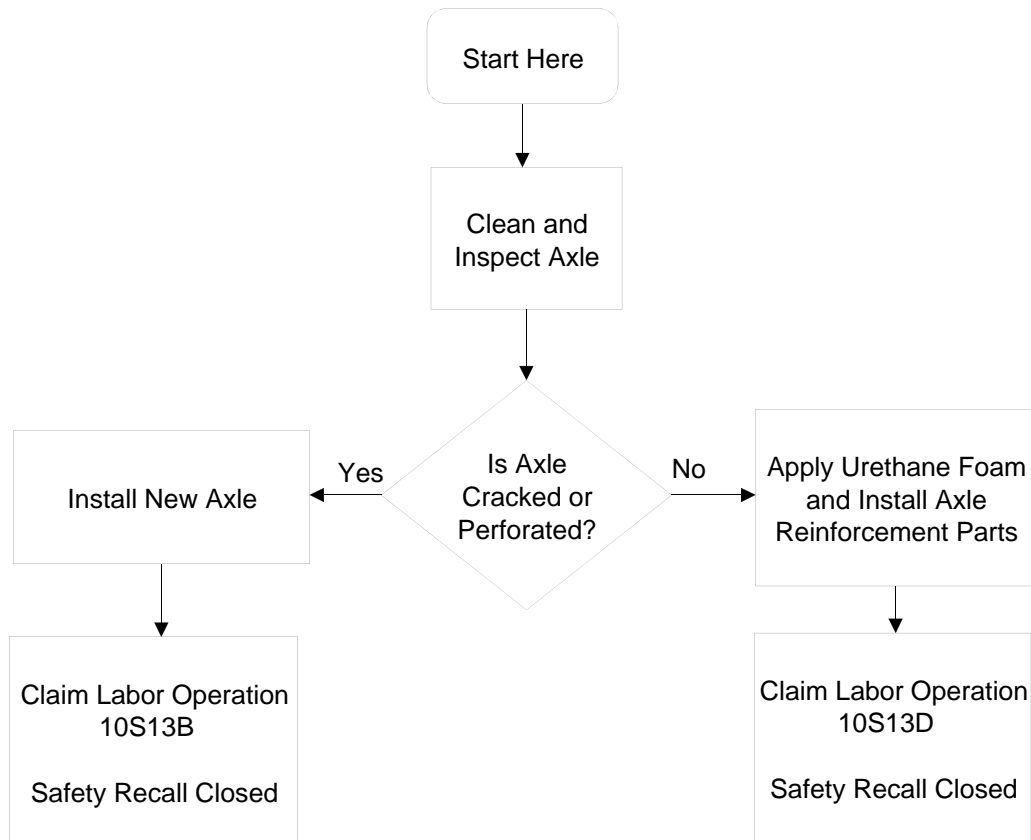 Start Here
Clean and
Inspect Axle
Is Axle
Cracked or
Perforated?
Yes
No
Install New Axle
Apply Urethane Foam
and Install Axle
Reinforcement Parts
Claim Labor Operation
10S13B
Safety Recall Closed
Claim Labor Operation
10S13D
Safety Recall Closed